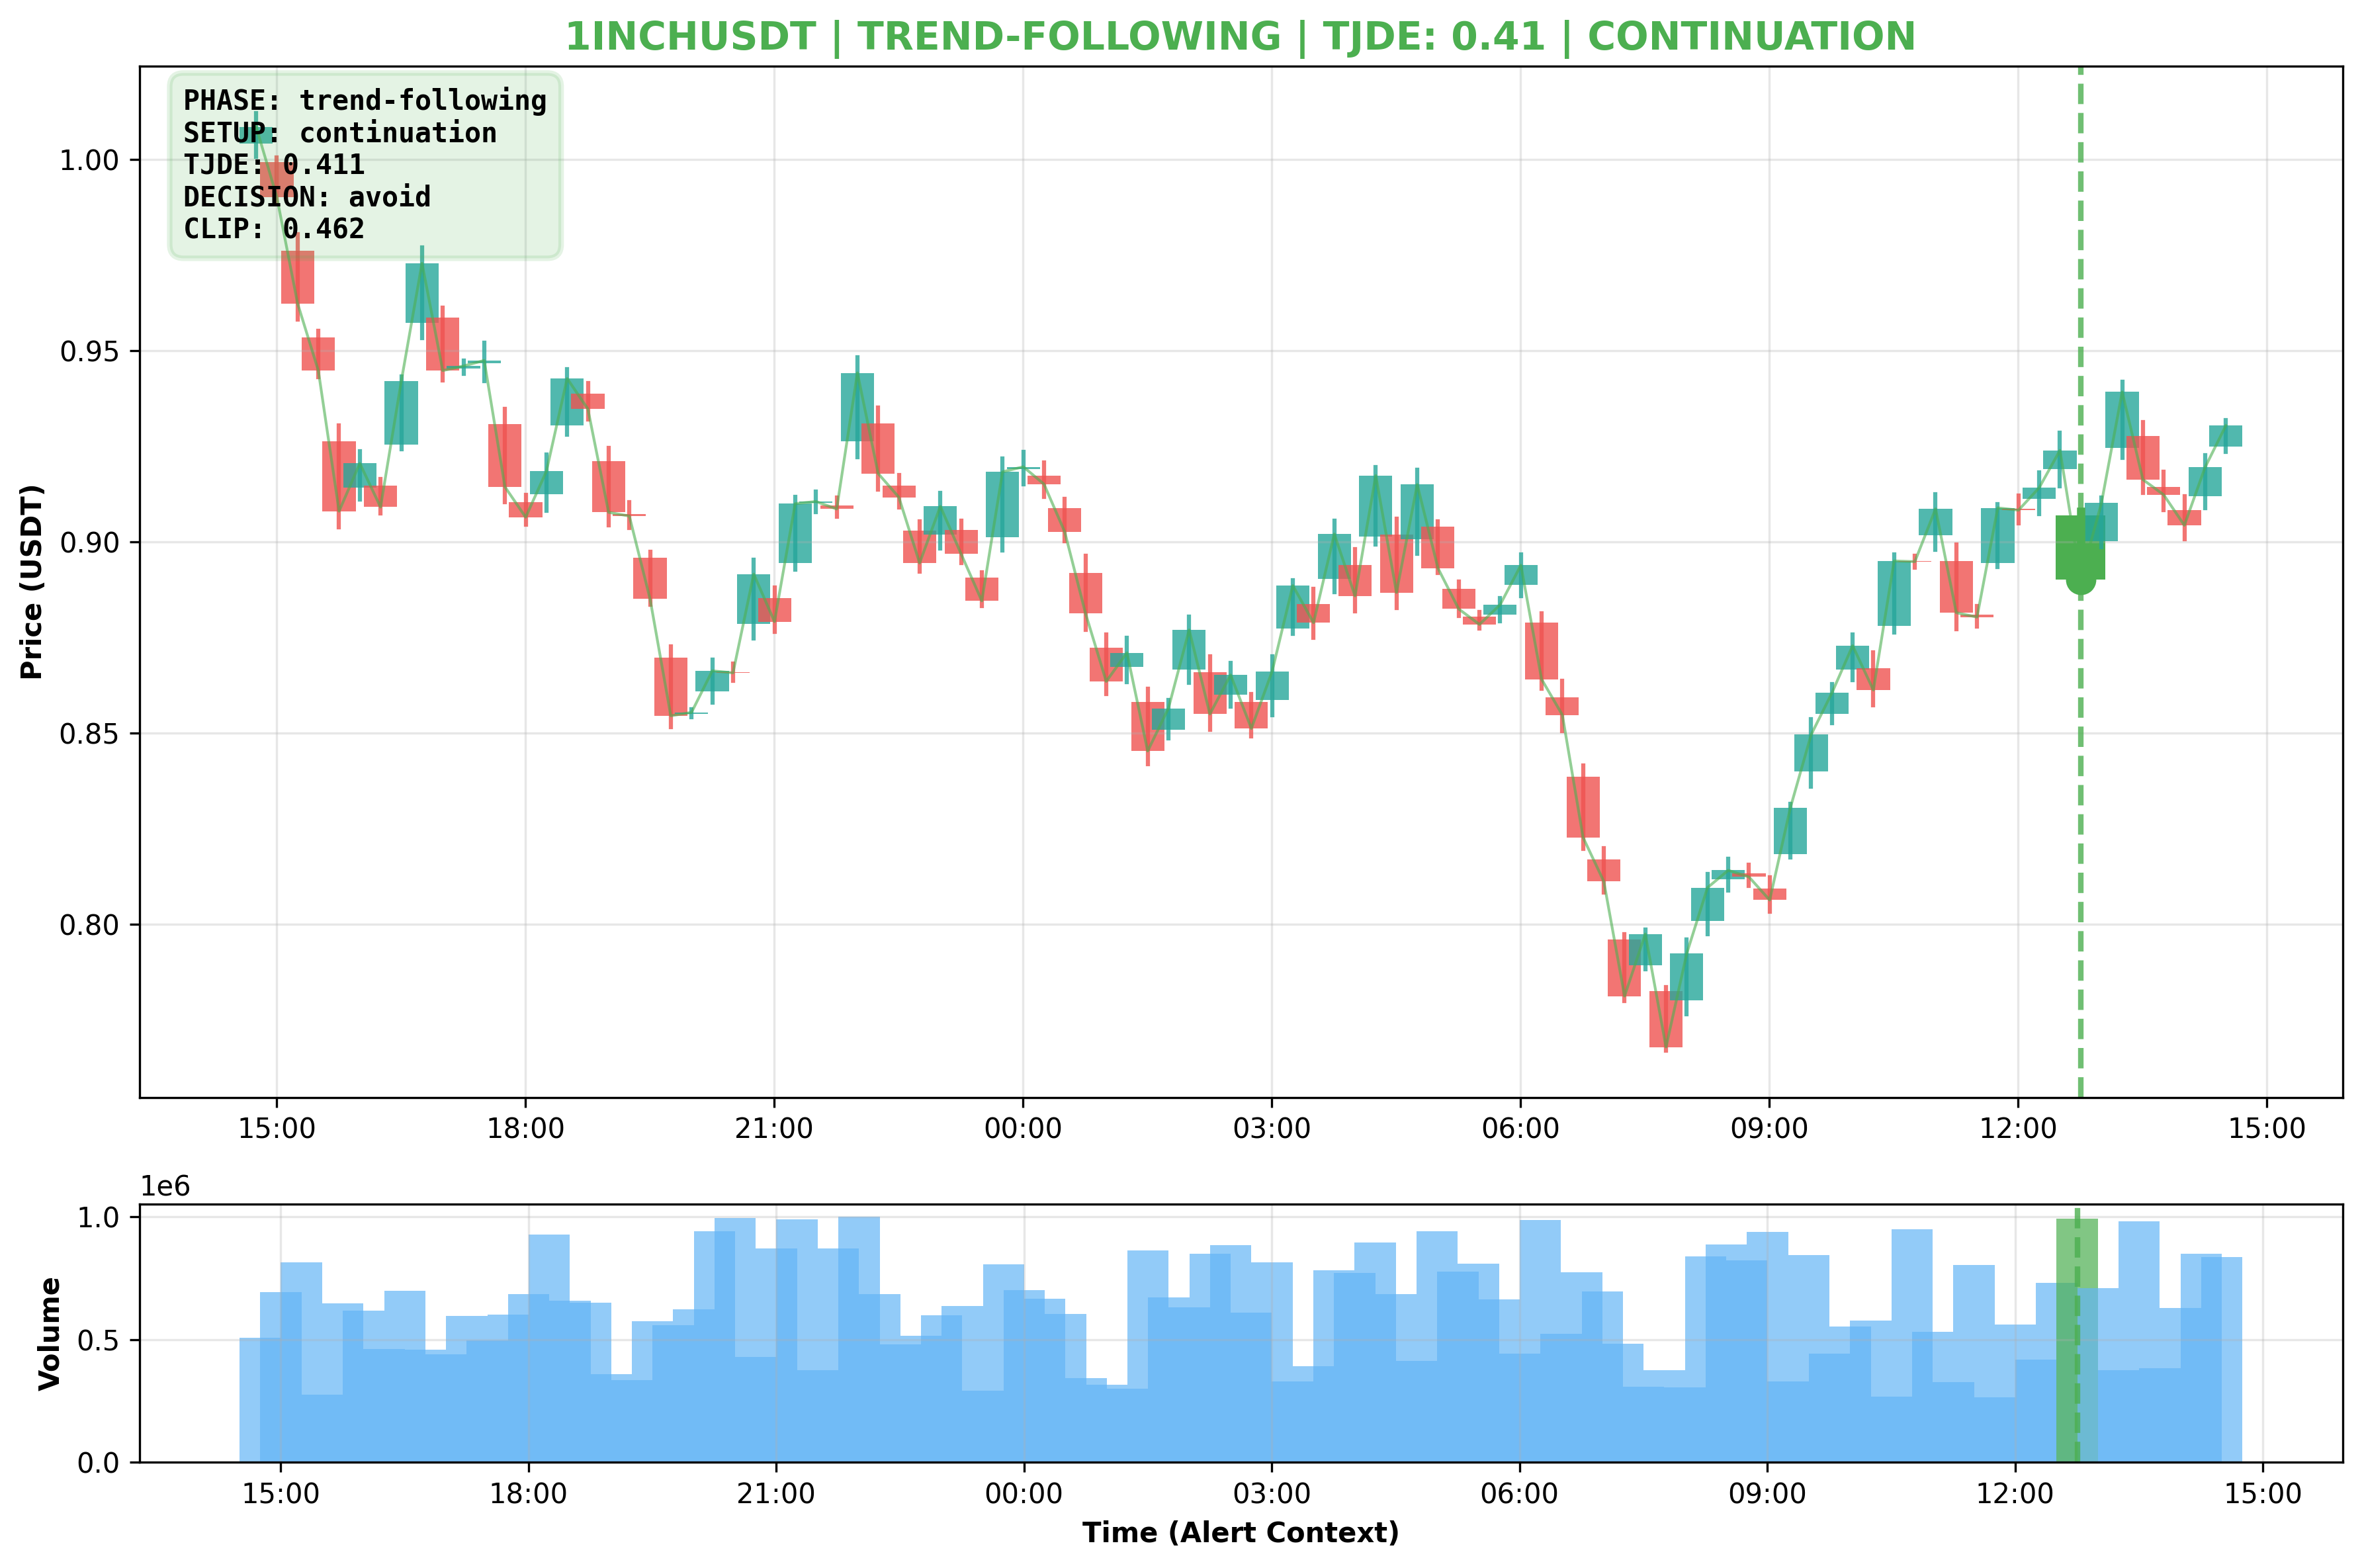 1INCHUSDT | TREND-FOLLOWING | TJDE: 0.41 | CONTINUATION
PHASE: trend-following
SETUP: continuation
TJDE: 0.411
DECISION: avoid
CLIP: 0.462
Price (USDT)
1.00
0.95
0.90
0.85
0.80
15:00 18:00 21:00 00:00 03:00 06:00 09:00 12:00 15:00
1e6
Volume
1.0
0.5
0.0
15:00 18:00 21:00 00:00 03:00 06:00 09:00 12:00 15:00
Time (Alert Context)